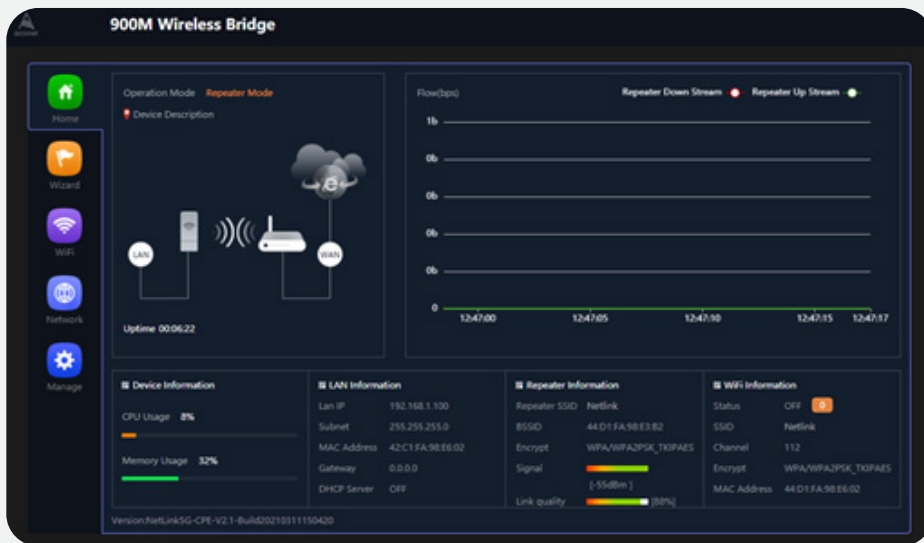 900M Wireless Bridge
Home
Wizard
WiFi
Network
Manage
Operation Mode Repeater Mode
Device Description
LAN
WAN
Uptime 00:06:22
Flow(bps)
Repeater Down Stream
Repeater Up Stream
1b
0b
0b
0b
0b
0
12:47:00
12:47:05
12:47:10
12:47:15
12:47:17
Device Information
CPU Usage 8%
Memory Usage 32%
LAN Information
Lan IP 192.168.1.100
Subnet 255.255.255.0
MAC Address 42:C1:FA:98:E6:02
Gateway 0.0.0.0
DHCP Server OFF
Repeater Information
Repeater SSID Netlink
BSSID 44:D1:FA:98:E3:B2
Encrypt WPA/WPA2PSK_TKIPAES
Signal
[-55dBm ]
Link quality [88%]
WiFi Information
Status OFF 0
SSID Netlink
Channel 112
Encrypt WPA/WPA2PSK_TKIPAES
MAC Address 44:D1:FA:98:E6:02
Version:NetLink5G-CPE-V2.1-Build20210311150420